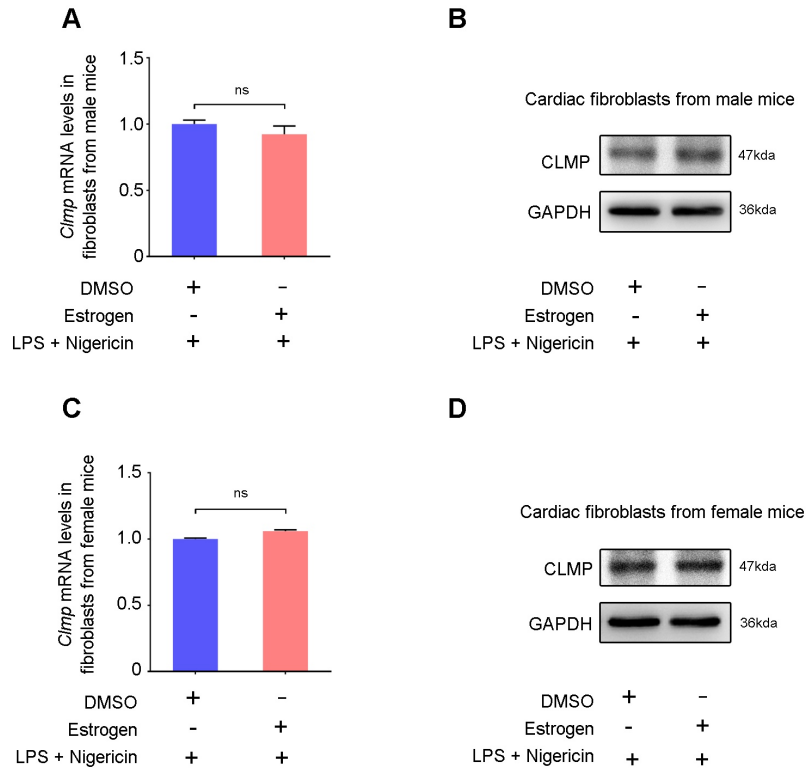 A
Clmp mRNA levels in
fibroblasts from male mice
1.5
1.0
0.5
0
ns
DMSO + –
Estrogen - +
LPS + Nigericin + +
B
Cardiac fibroblasts from male mice
CLMP 47kda
GAPDH 36kda
DMSO + –
Estrogen - +
LPS + Nigericin + +
C
Clmp mRNA levels in
fibroblasts from female mice
1.5
1.0
0.5
0
ns
DMSO + –
Estrogen - +
LPS + Nigericin + +
D
Cardiac fibroblasts from female mice
CLMP 47kda
GAPDH 36kda
DMSO + –
Estrogen - +
LPS + Nigericin + +